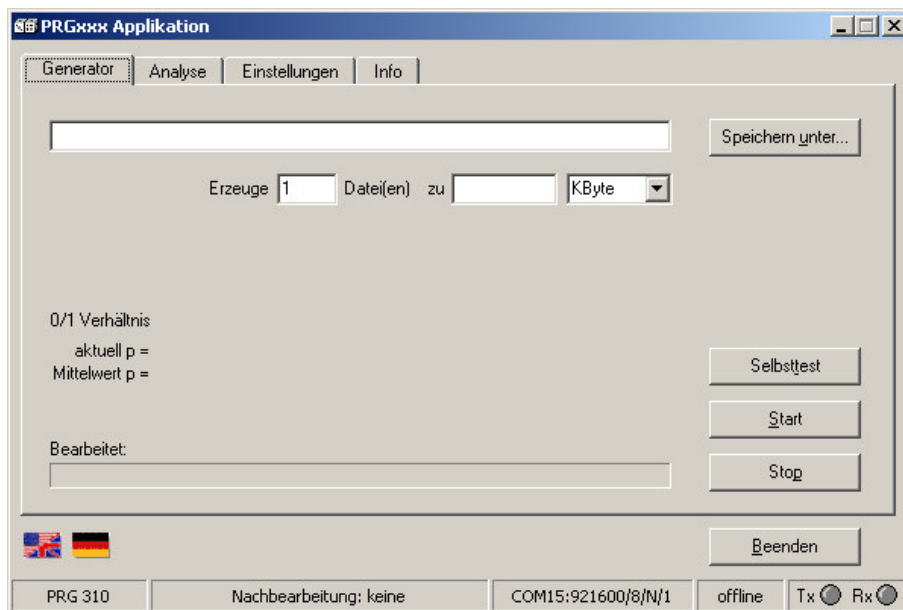 PRGxxx Applikation
Generator Analyse Einstellungen Info
Speichern unter...
Erzeuge 1 Datei(en) zu KByte
0/1 Verhältnis
aktuell p =
Mittelwert p =
Selbsttest
Start
Bearbeitet:
Stop
Beenden
PRG 310 Nachbearbeitung: keine COM15:921600/8/N/1 offline Tx Rx